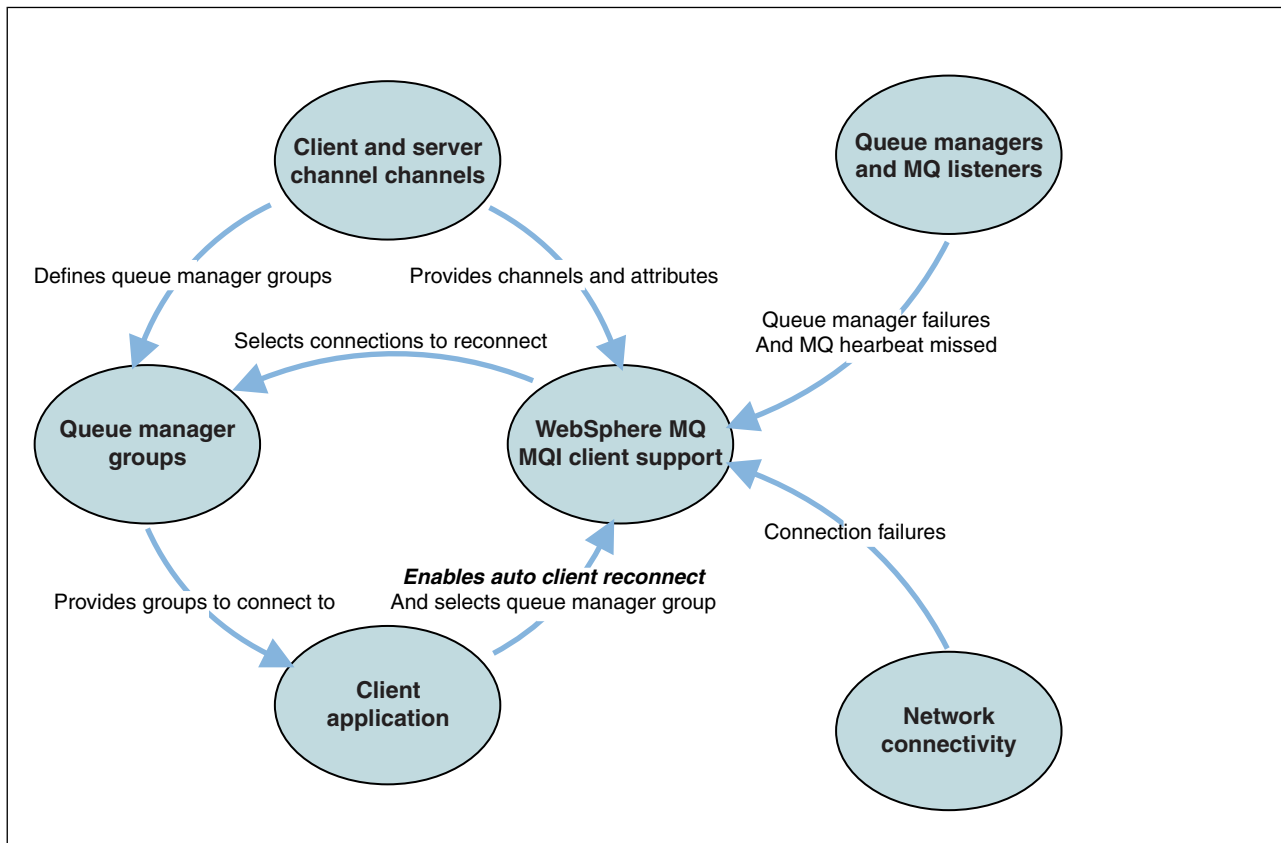 Client and server
channel channels
Queue managers
and MQ listeners
Defines queue manager groups
Provides channels and attributes
Queue manager failures
And MQ hearbeat missed
Selects connections to reconnect
Queue manager
groups
WebSphere MQ
MQI client support
Connection failures
Enables auto client reconnect
And selects queue manager group
Provides groups to connect to
Client
application
Network
connectivity